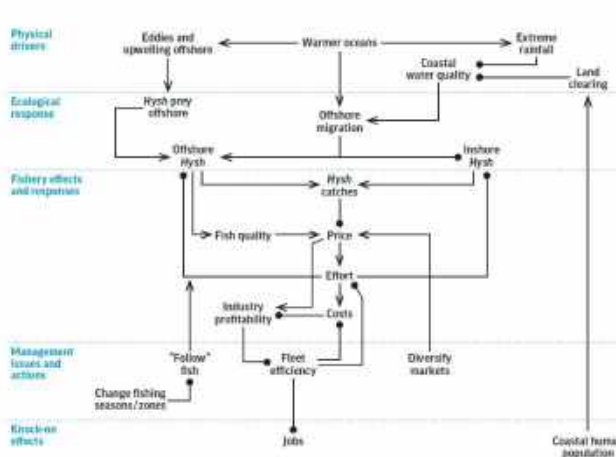 Physical
drivers
Eddies and
upwelling offshore
Warmer oceans
Extreme
rainfall
Coastal
water quality
Land
clearing
Ecological
response
Hysh prey
offshore
Offshore
migration
Offshore
Hysh
Inshore
Hysh
Fishery effects
and responses
Hysh
catches
Fish quality
Price
Effort
Industry
profitability
Costs
Management
issues and
actions
"Follow"
fish
Fleet
efficiency
Diversify
markets
Change fishing
seasons/zones
Knock-on
effects
Jobs
Coastal huma
population